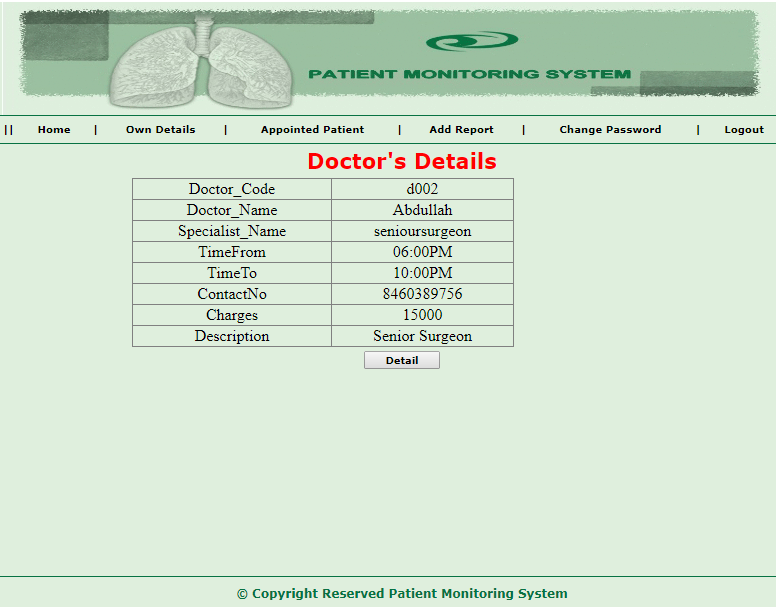 PATIENT MONITORING SYSTEM
|| Home | Own Details | Appointed Patient | Add Report | Change Password | Logout
Doctor's Details
Doctor_Code d002
Doctor_Name Abdullah
Specialist_Name senioursurgeon
TimeFrom 06:00PM
TimeTo 10:00PM
ContactNo 8460389756
Charges 15000
Description Senior Surgeon
Detail
© Copyright Reserved Patient Monitoring System